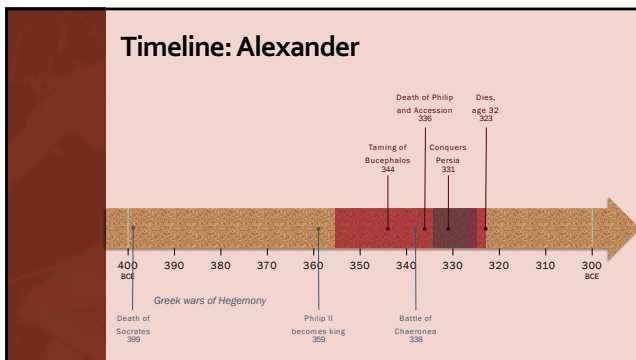 Timeline: Alexander
Death of Philip
and Accession
336
Dies,
age 32
323
Taming of
Bucephalos
344
Conquers
Persia
331
400 390 380 370 360 350 340 330 320 310 300
BCE BCE
Greek wars of Hegemony
Death of
Socrates
399
Philip II
becomes king
359
Battle of
Chaeronea
338